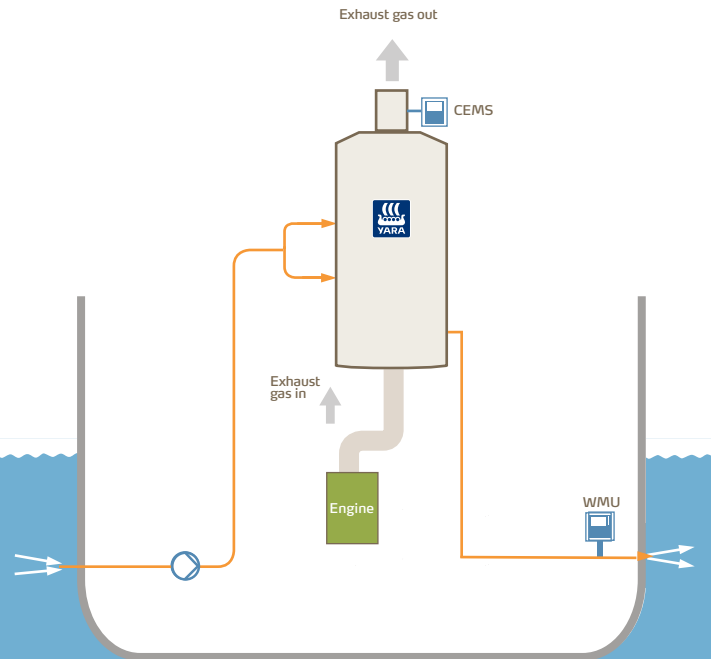 Exhaust gas out
CEMS
YARA
Exhaust
gas in
Engine
WMU